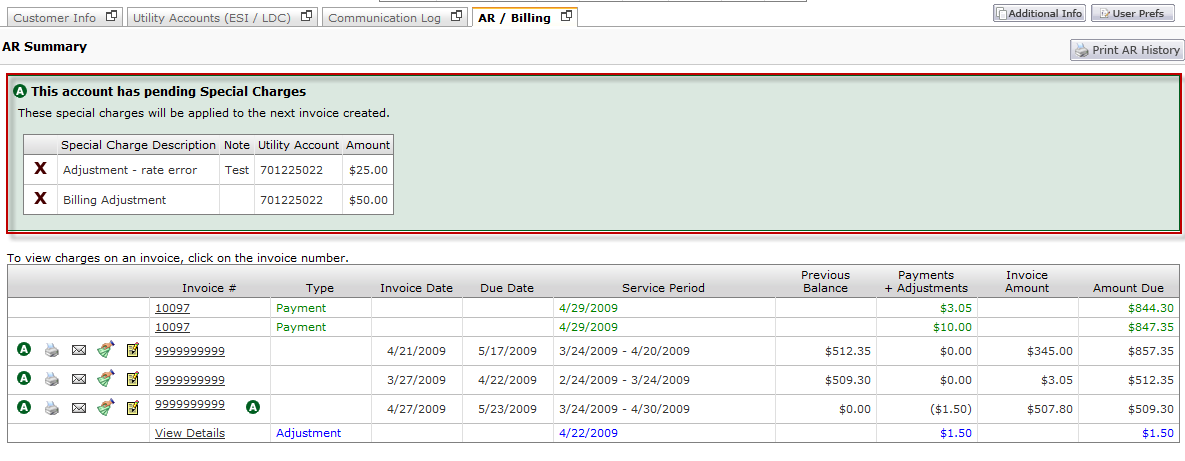 Customer Info Utility Accounts (ESI / LDC) Communication Log AR / Billing Additional Info User Prefs
AR Summary
Print AR History
A This account has pending Special Charges
These special charges will be applied to the next invoice created.
Special Charge Description Note Utility Account Amount
X Adjustment - rate error Test 701225022 $25.00
X Billing Adjustment 701225022 $50.00
To view charges on an invoice, click on the invoice number.
Invoice # Type Invoice Date Due Date Service Period Previous Balance Payments + Adjustments Invoice Amount Amount Due
10097 Payment 4/29/2009 $3.05 $844.30
10097 Payment 4/29/2009 $10.00 $847.35
A 9999999999 4/21/2009 5/17/2009 3/24/2009 - 4/20/2009 $512.35 $0.00 $345.00 $857.35
A 9999999999 3/27/2009 4/22/2009 2/24/2009 - 3/24/2009 $509.30 $0.00 $3.05 $512.35
A 9999999999 A 4/27/2009 5/23/2009 3/24/2009 - 4/30/2009 $0.00 ($1.50) $507.80 $509.30
View Details Adjustment 4/22/2009 $1.50 $1.50